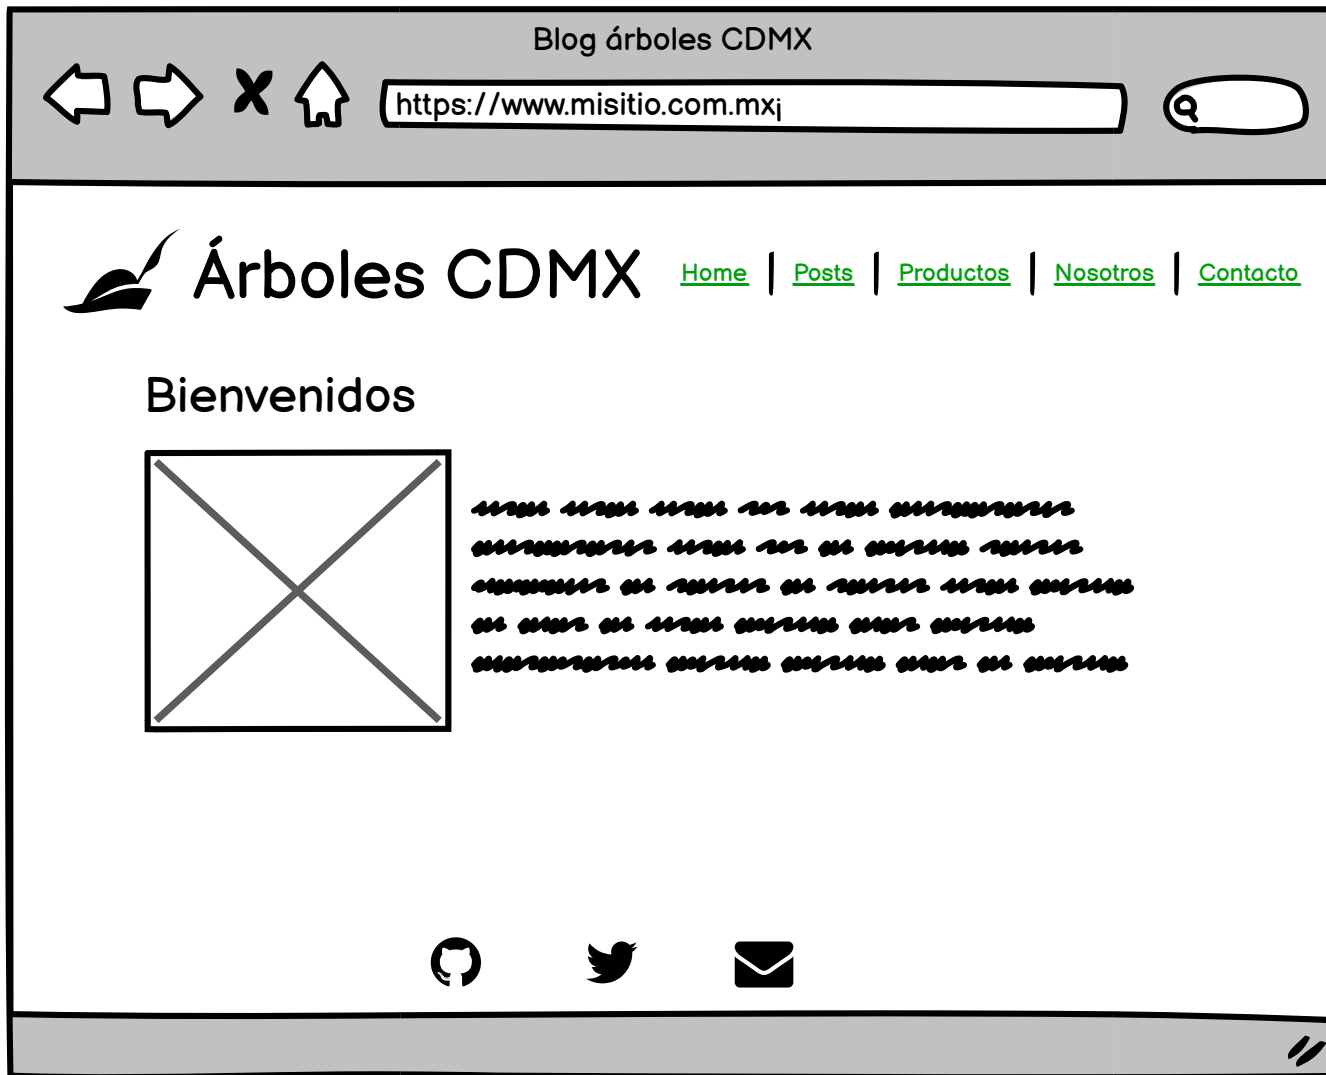 Blog árboles CDMX
https://www.misitio.com.mx¡
Árboles CDMX
Home | Posts | Productos | Nosotros | Contacto
Bienvenidos